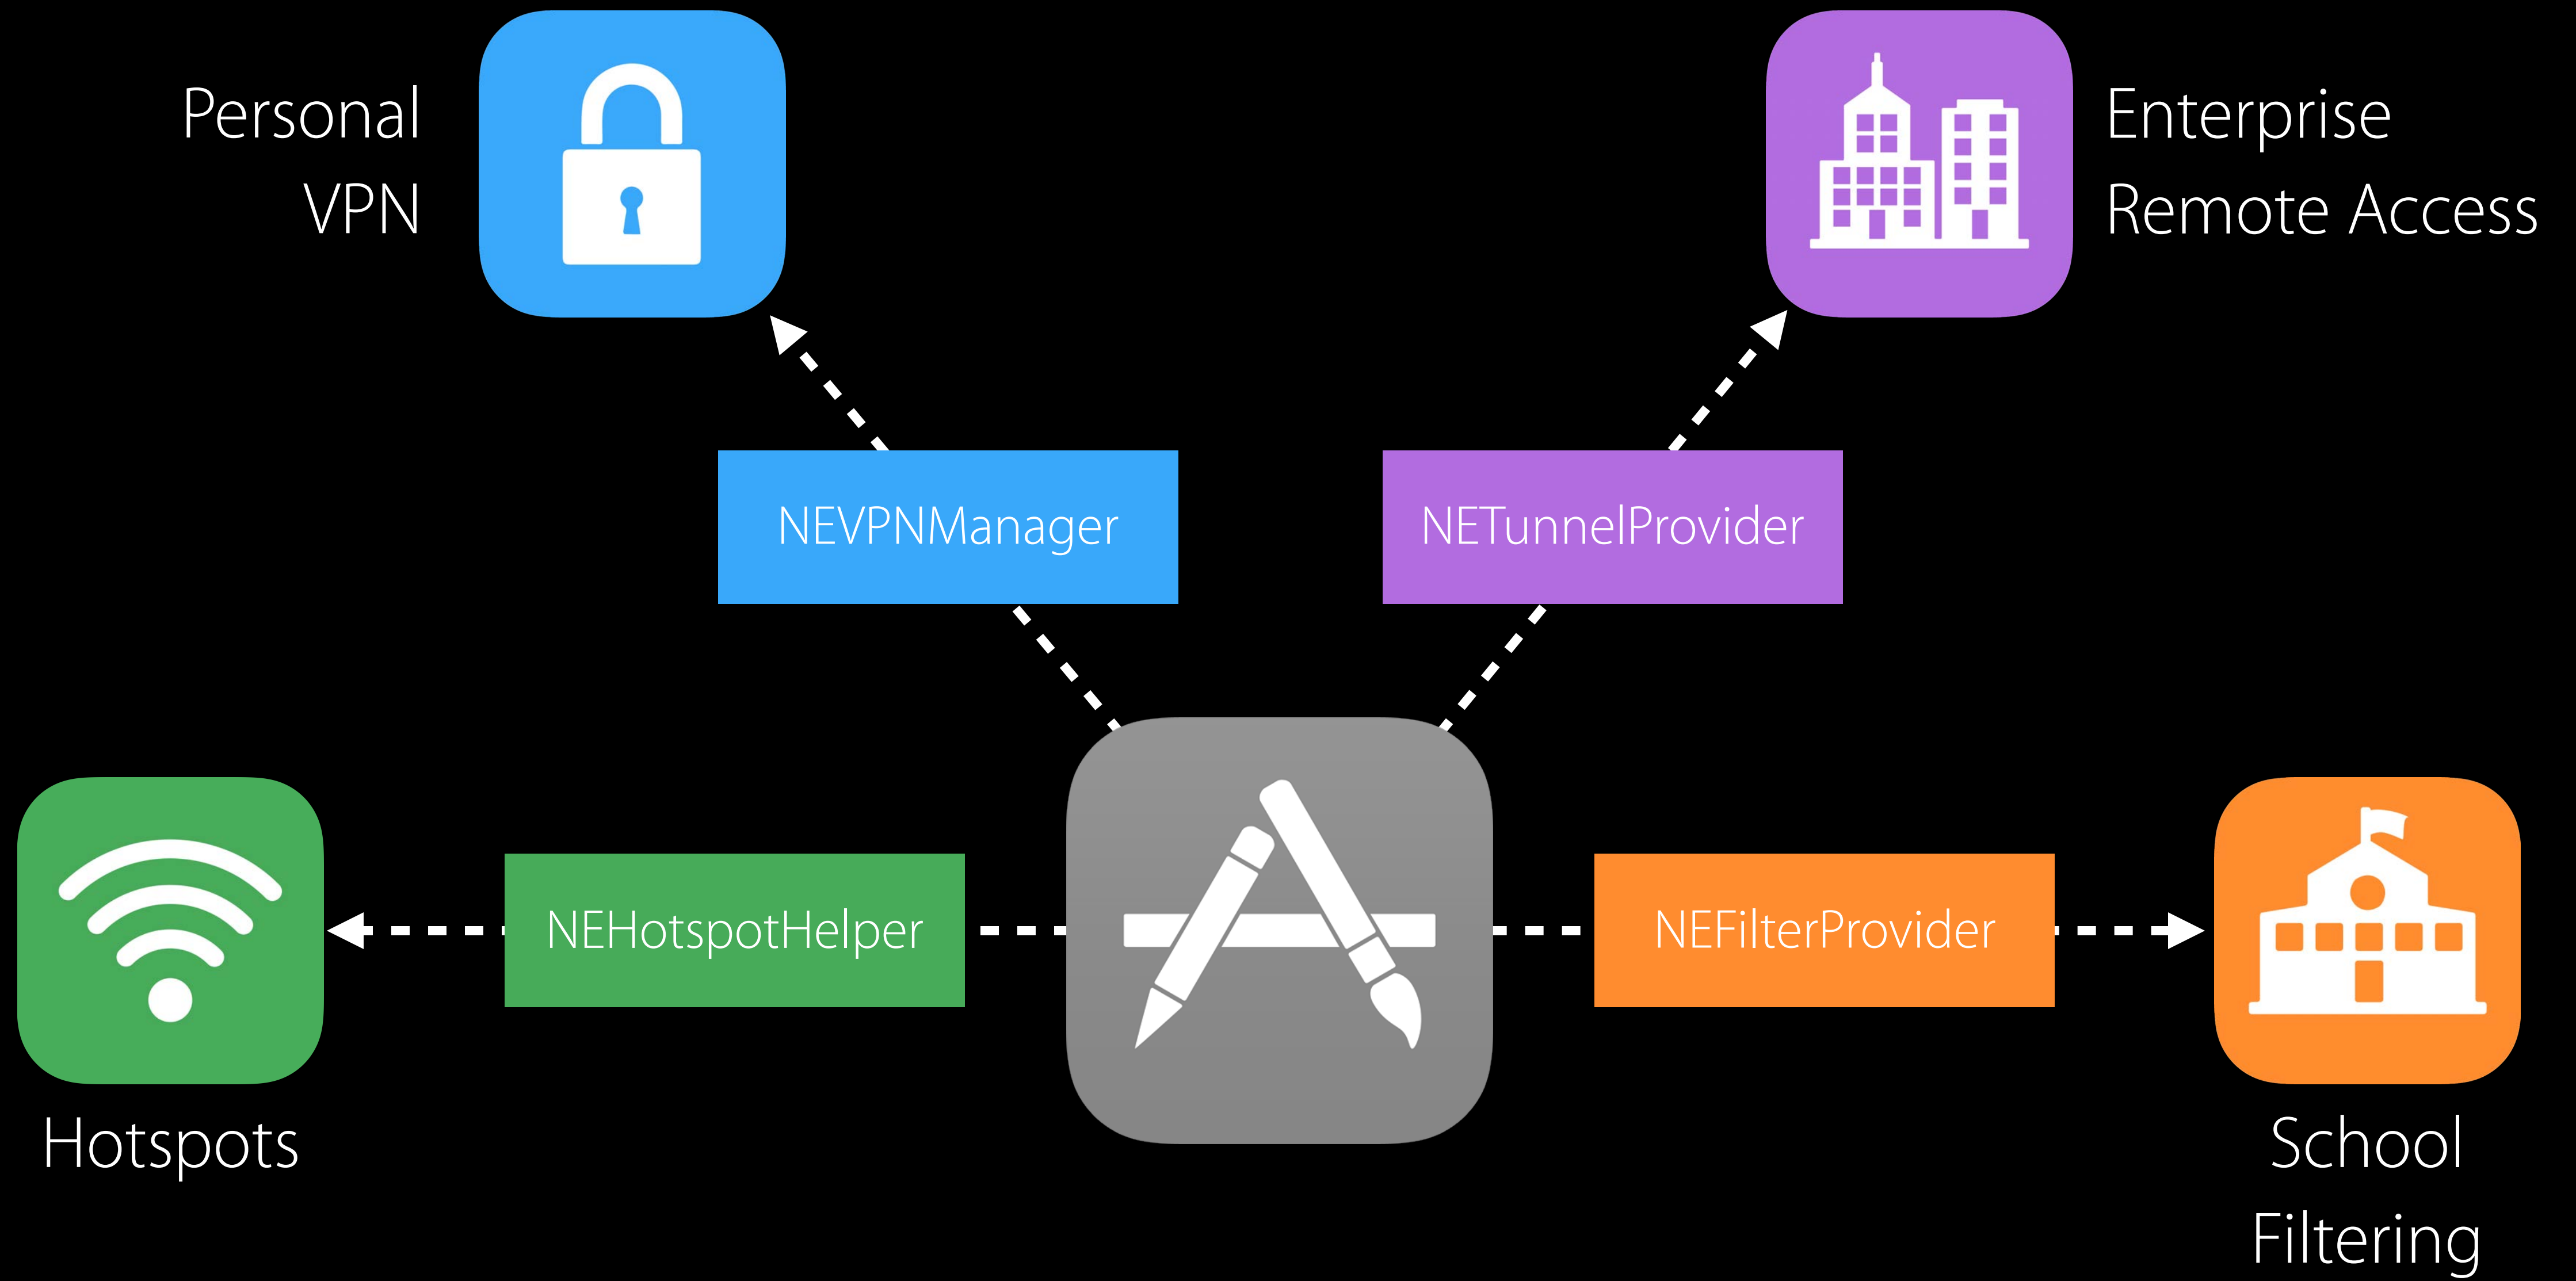 Personal
VPN
Enterprise
Remote Access
NEVPNManager
NETunnelProvider
NEHotspotHelper
NEFilterProvider
Hotspots
School
Filtering